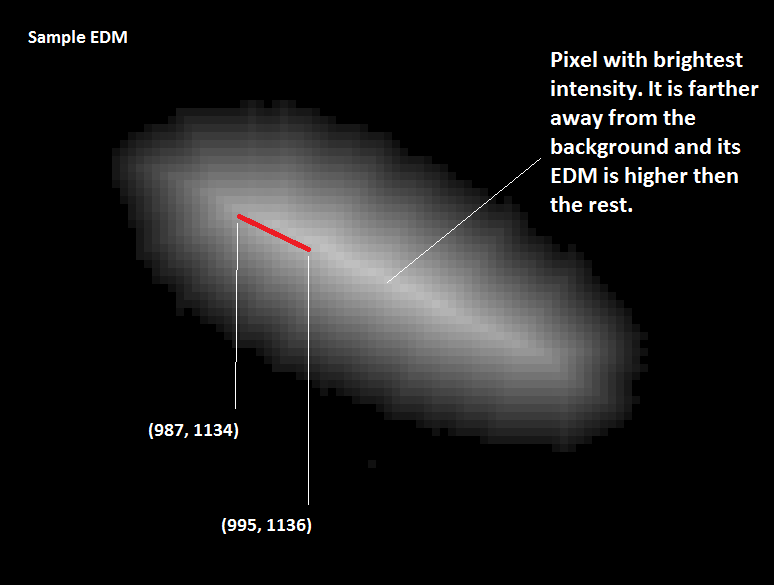 Sample EDM
Pixel with brightest
intensity. It is farther
away from the
background and its
EDM is higher then
the rest.
(987, 1134)
(995, 1136)